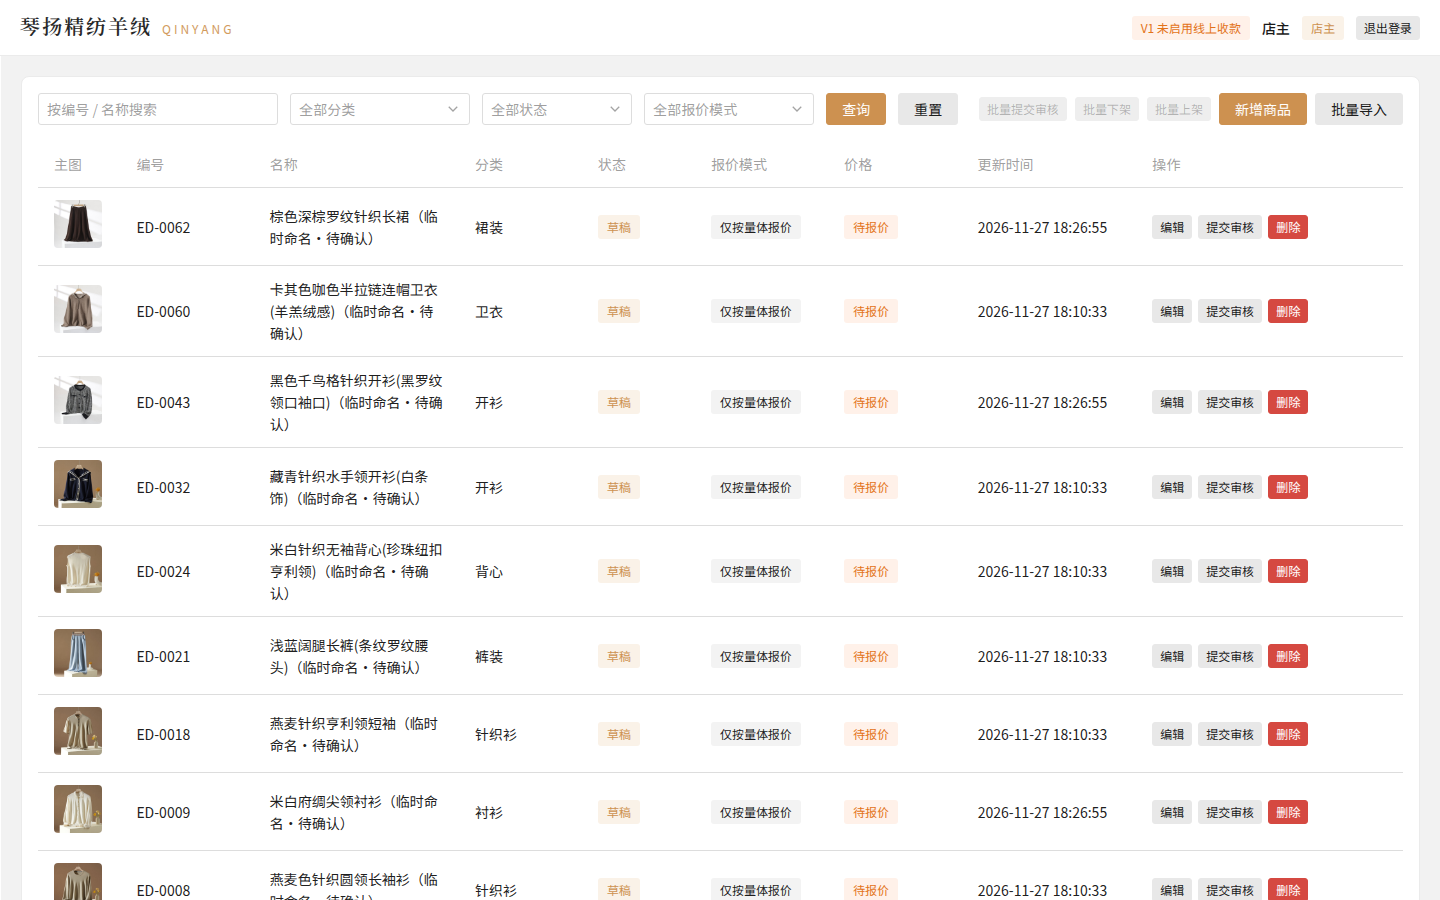 琴扬精纺羊绒 QINYANG
V1 未启用线上收款 店主 店主 退出登录
按编号 / 名称搜索 全部分类 全部状态 全部报价模式 查询 重置 批量提交审核 批量下架 批量上架 新增商品 批量导入
主图 编号 名称 分类 状态 报价模式 价格 更新时间 操作
ED-0062 棕色深棕罗纹针织长裙（临
时命名・待确认） 裙装 草稿 仅按量体报价 待报价 2026-11-27 18:26:55 编辑 提交审核 删除
ED-0060 卡其色咖色半拉链连帽卫衣
(羊羔绒感)（临时命名・待
确认） 卫衣 草稿 仅按量体报价 待报价 2026-11-27 18:10:33 编辑 提交审核 删除
ED-0043 黑色千鸟格针织开衫(黑罗纹
领口袖口)（临时命名・待确
认） 开衫 草稿 仅按量体报价 待报价 2026-11-27 18:26:55 编辑 提交审核 删除
ED-0032 藏青针织水手领开衫(白条
饰)（临时命名・待确认） 开衫 草稿 仅按量体报价 待报价 2026-11-27 18:10:33 编辑 提交审核 删除
ED-0024 米白针织无袖背心(珍珠纽扣
亨利领)（临时命名・待确
认） 背心 草稿 仅按量体报价 待报价 2026-11-27 18:10:33 编辑 提交审核 删除
ED-0021 浅蓝阔腿长裤(条纹罗纹腰
头)（临时命名・待确认） 裤装 草稿 仅按量体报价 待报价 2026-11-27 18:10:33 编辑 提交审核 删除
ED-0018 燕麦针织亨利领短袖（临时
命名・待确认） 针织衫 草稿 仅按量体报价 待报价 2026-11-27 18:10:33 编辑 提交审核 删除
ED-0009 米白府绸尖领衬衫（临时命
名・待确认） 衬衫 草稿 仅按量体报价 待报价 2026-11-27 18:26:55 编辑 提交审核 删除
ED-0008 燕麦色针织圆领长袖衫（临
时命名・待确认） 针织衫 草稿 仅按量体报价 待报价 2026-11-27 18:10:33 编辑 提交审核 删除